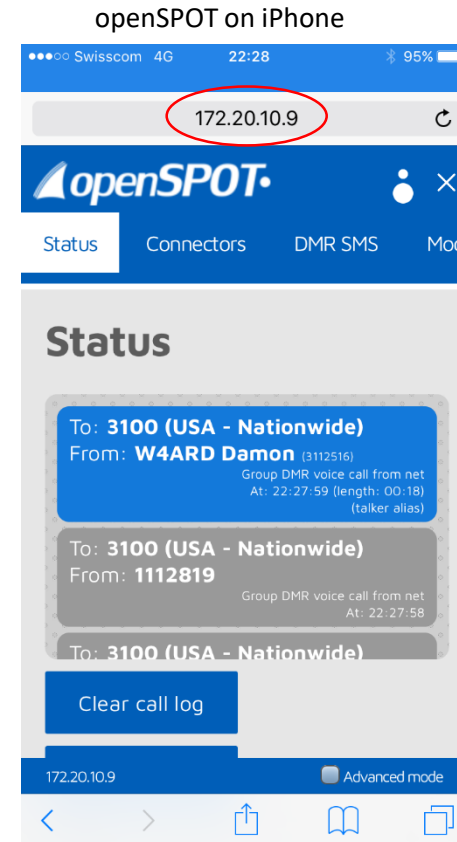 openSPOT on iPhone
Swisscom 4G 22:28 95%
172.20.10.9
openSPOT
Status Connectors DMR SMS Mod
Status
To: 3100 (USA - Nationwide)
From: W4ARD Damon (3112516)
Group DMR voice call from net
At: 22:27:59 (length: 00:18)
(talker alias)
To: 3100 (USA - Nationwide)
From: 1112819
Group DMR voice call from net
At: 22:27:58
To: 3100 (USA - Nationwide)
Clear call log
172.20.10.9 Advanced mode